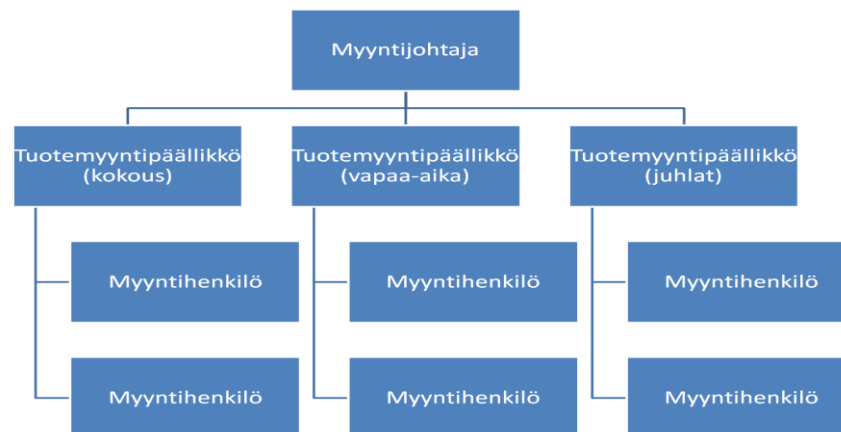 Myyntijohtaja
Tuotemyyntipäällikkö
(kokous)
Tuotemyyntipäällikkö
(vapaa-aika)
Tuotemyyntipäällikkö
(juhlat)
Myyntihenkilö
Myyntihenkilö
Myyntihenkilö
Myyntihenkilö
Myyntihenkilö
Myyntihenkilö